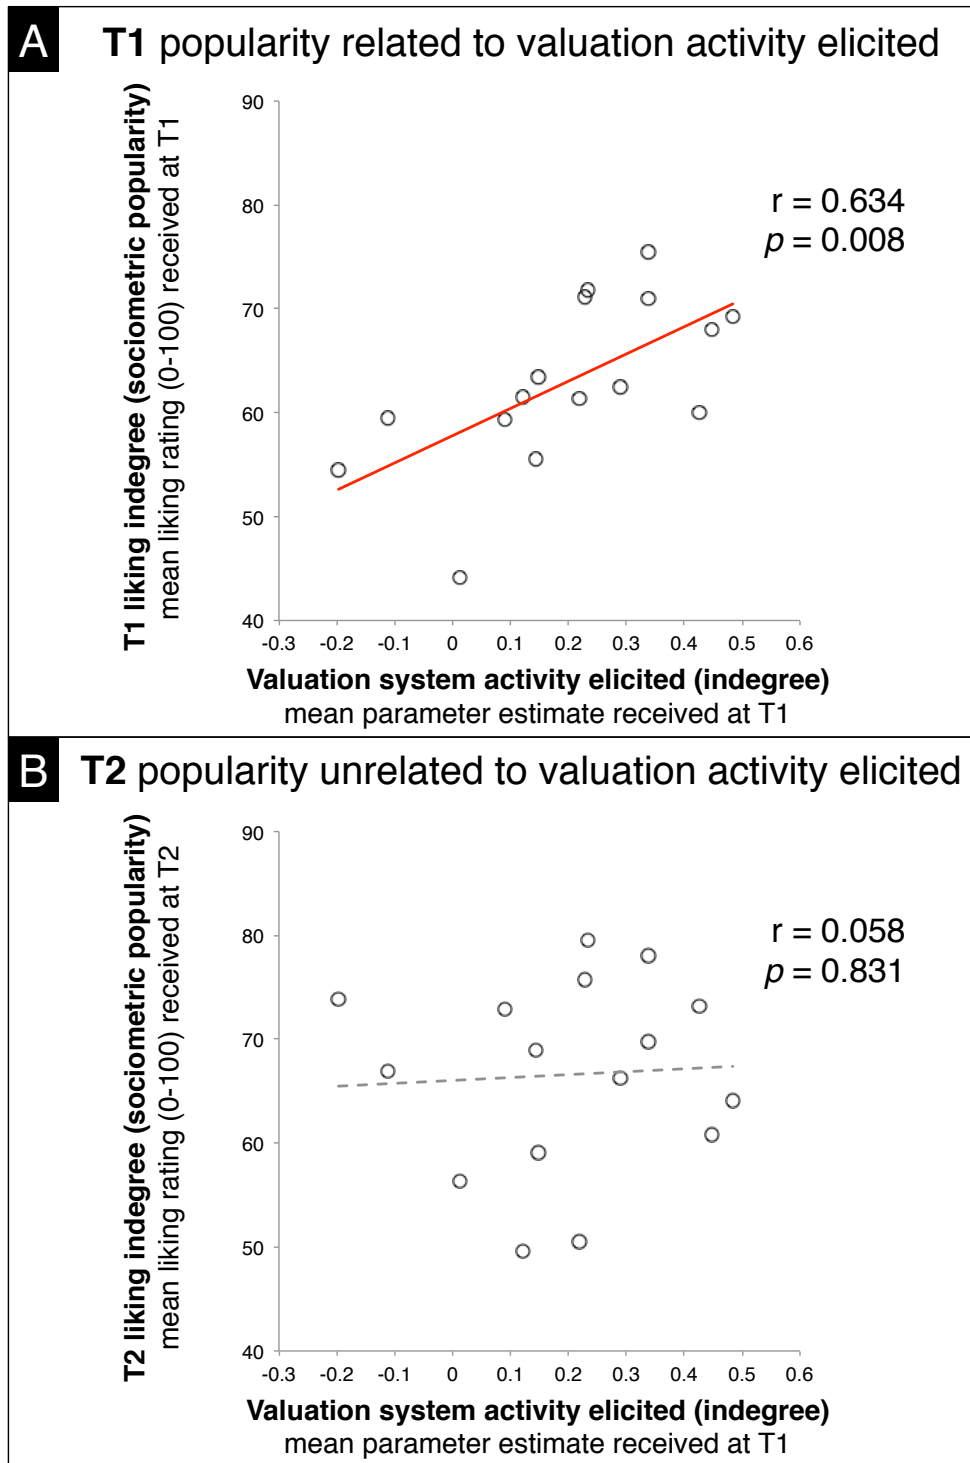 A
T1 popularity related to valuation activity elicited
T1 liking indegree (sociometric popularity)
mean liking rating (0-100) received at T1
90
80
70
60
50
40
r = 0.634
p = 0.008
-0.3 -0.2 -0.1 0 0.1 0.2 0.3 0.4 0.5 0.6
Valuation system activity elicited (indegree)
mean parameter estimate received at T1
B
T2 popularity unrelated to valuation activity elicited
T2 liking indegree (sociometric popularity)
mean liking rating (0-100) received at T2
90
80
70
60
50
40
r = 0.058
p = 0.831
-0.3 -0.2 -0.1 0 0.1 0.2 0.3 0.4 0.5 0.6
Valuation system activity elicited (indegree)
mean parameter estimate received at T1